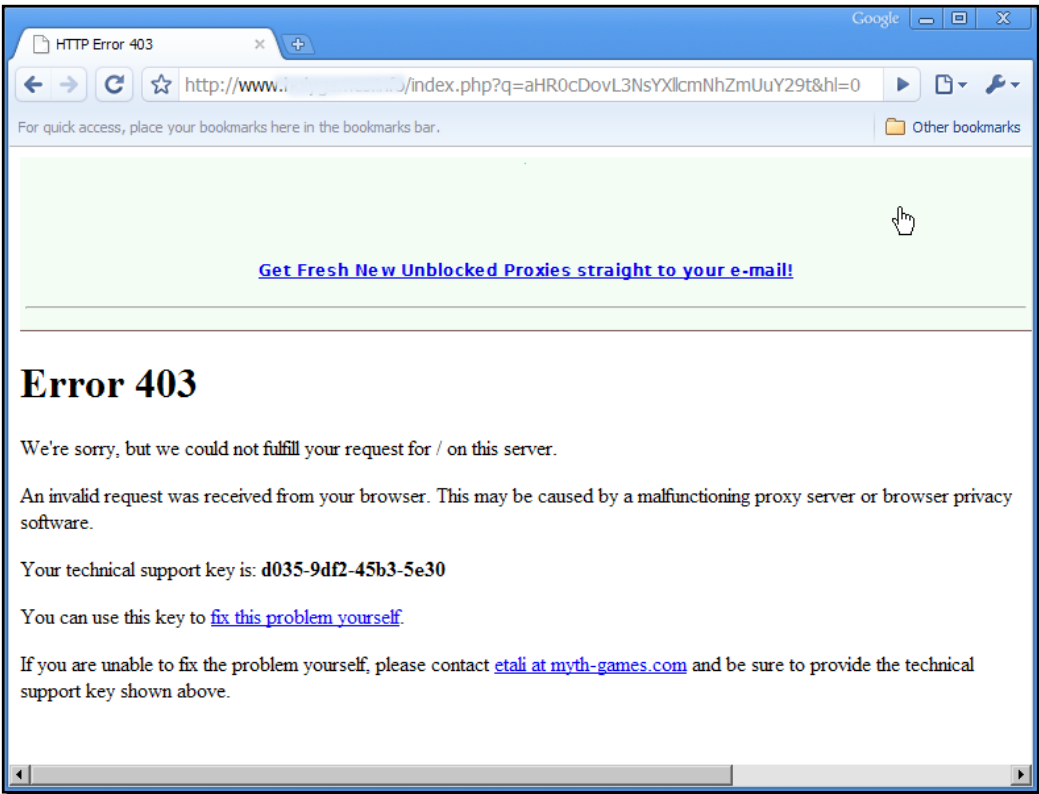 Google
HTTP Error 403
http://www. /index.php?q=aHR0cDovL3NsYXllcmNhZmUuY29t&hl=0
For quick access, place your bookmarks here in the bookmarks bar.
Other bookmarks
Get Fresh New Unblocked Proxies straight to your e-mail!
Error 403
We're sorry, but we could not fulfill your request for / on this server.
An invalid request was received from your browser. This may be caused by a malfunctioning proxy server or browser privacy
software.
Your technical support key is: d035-9df2-45b3-5e30
You can use this key to fix this problem yourself.
If you are unable to fix the problem yourself, please contact etali at myth-games.com and be sure to provide the technical
support key shown above.